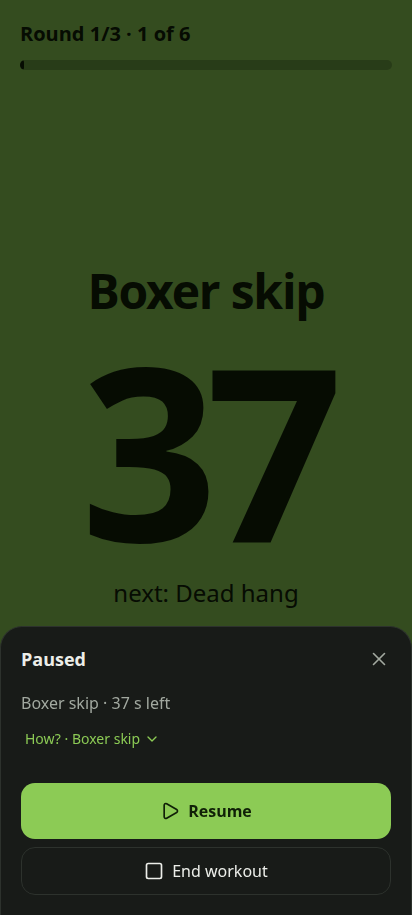 Round 1/3 · 1 of 6
Boxer skip
37
next: Dead hang
Paused
Boxer skip · 37 s left
How? · Boxer skip
Resume
End workout